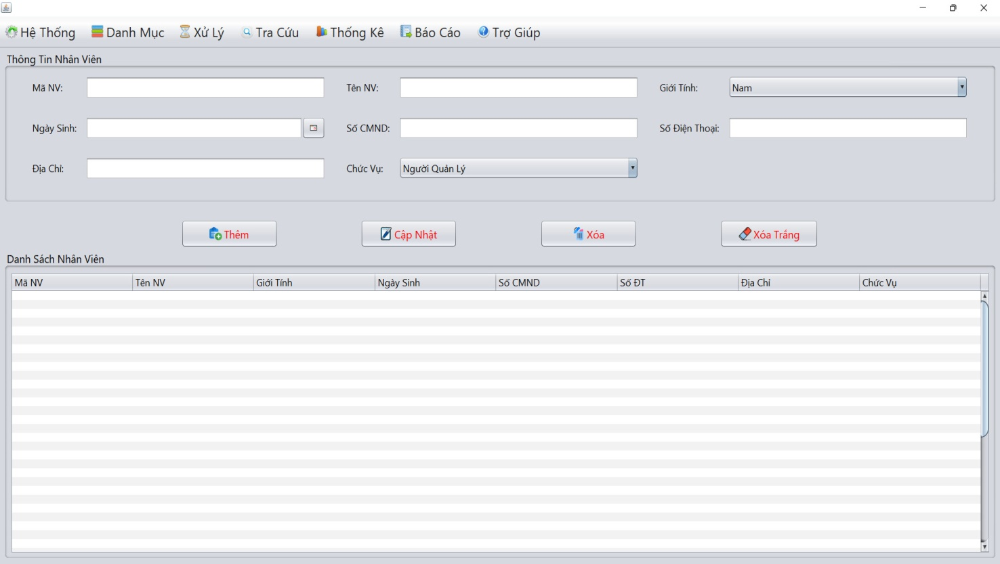 Hệ Thống Danh Mục Xử Lý Tra Cứu Thống Kê Báo Cáo Trợ Giúp
Thông Tin Nhân Viên
Mã NV: Tên NV: Giới Tính: Nam
Ngày Sinh: Số CMND: Số Điện Thoại:
Địa Chỉ: Chức Vụ: Người Quản Lý
Thêm Cập Nhật Xóa Xóa Trắng
Danh Sách Nhân Viên
Mã NV Tên NV Giới Tính Ngày Sinh Số CMND Số ĐT Địa Chỉ Chức Vụ